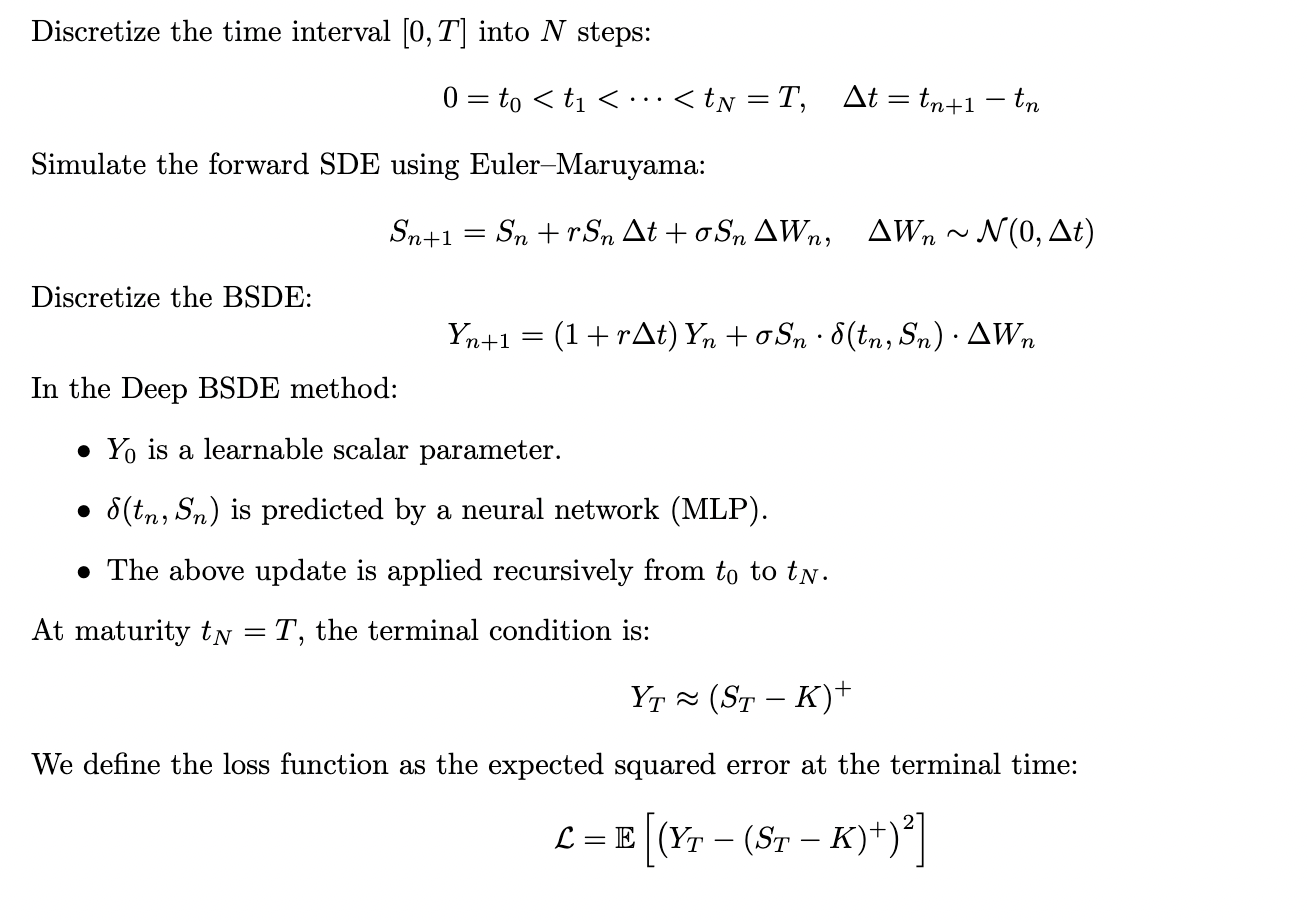 Discretize the time interval [0, T] into N steps:
0 = t₀ < t₁ < ··· < t_N = T, Δt = t_{n+1} − t_n
Simulate the forward SDE using Euler–Maruyama:
S_{n+1} = S_n + rS_n Δt + σS_n ΔW_n, ΔW_n ∼ 𝒩(0, Δt)
Discretize the BSDE:
Y_{n+1} = (1 + rΔt) Y_n + σS_n · δ(t_n, S_n) · ΔW_n
In the Deep BSDE method:
• Y₀ is a learnable scalar parameter.
• δ(t_n, S_n) is predicted by a neural network (MLP).
• The above update is applied recursively from t₀ to t_N.
At maturity t_N = T, the terminal condition is:
Y_T ≈ (S_T − K)⁺
We define the loss function as the expected squared error at the terminal time:
ℒ = 𝔼 [(Y_T − (S_T − K)⁺)²]